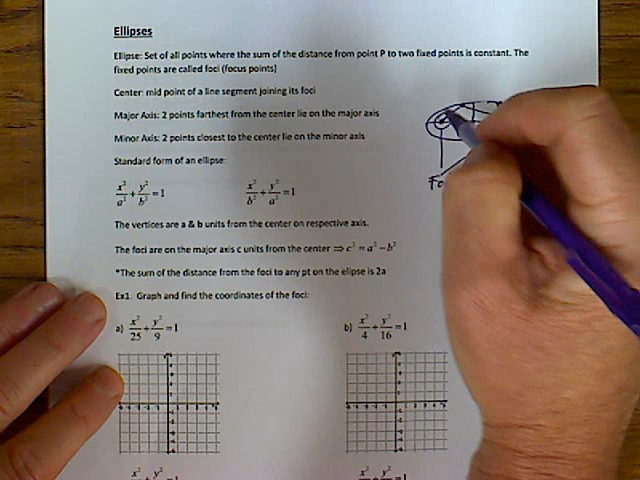 Ellipses
Ellipse: Set of all points where the sum of the distance from point P to two fixed points is constant. The
fixed points are called foci (focus points)
Center: mid point of a line segment joining its foci
Major Axis: 2 points farthest from the center lie on the major axis
Minor Axis: 2 points closest to the center lie on the minor axis
Standard form of an ellipse:
x²/a² + y²/b² = 1 x²/b² + y²/a² = 1
The vertices are a & b units from the center on respective axis.
The foci are on the major axis c units from the center ⇒ c² = a² − b²
*The sum of the distance from the foci to any pt on the elipse is 2a
Ex1. Graph and find the coordinates of the foci:
a) x²/25 + y²/9 = 1 b) x²/4 + y²/16 = 1